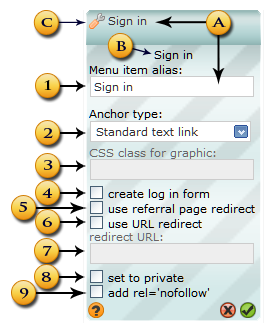 C Sign in A
B Sign in
Menu item alias:
1 Sign in
Anchor type:
2 Standard text link
CSS class for graphic:
3
4 create log in form
5 use referral page redirect
6 use URL redirect
redirect URL:
7
8 set to private
9 add rel='nofollow'
?